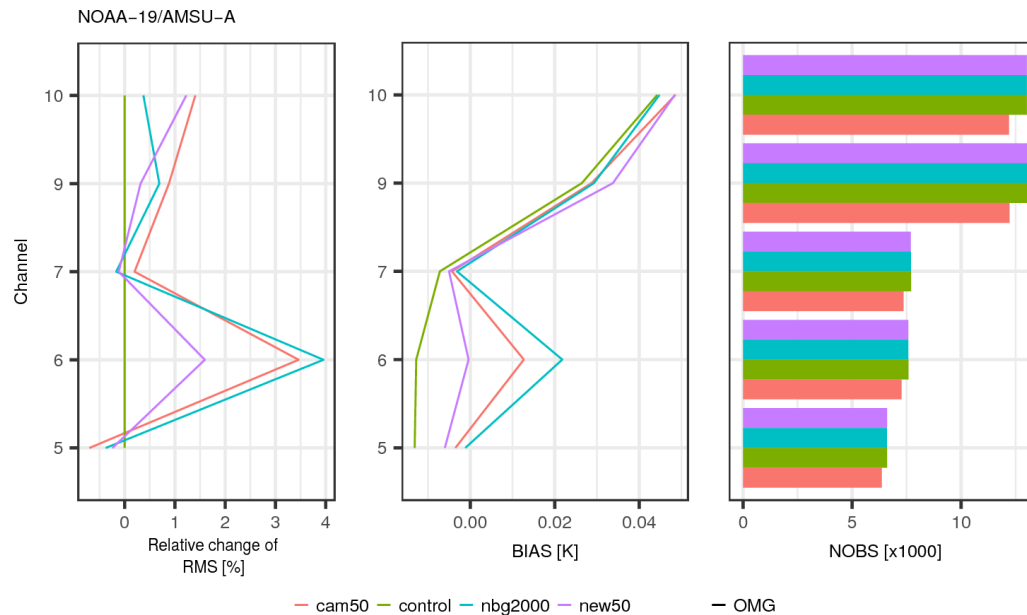 NOAA−19/AMSU−A
Channel
10
9
7
6
5
0 1 2 3 4
Relative change of
RMS [%]
10
9
7
6
5
0.00 0.02 0.04
BIAS [K]
0 5 10
NOBS [x1000]
cam50 control nbg2000 new50 OMG